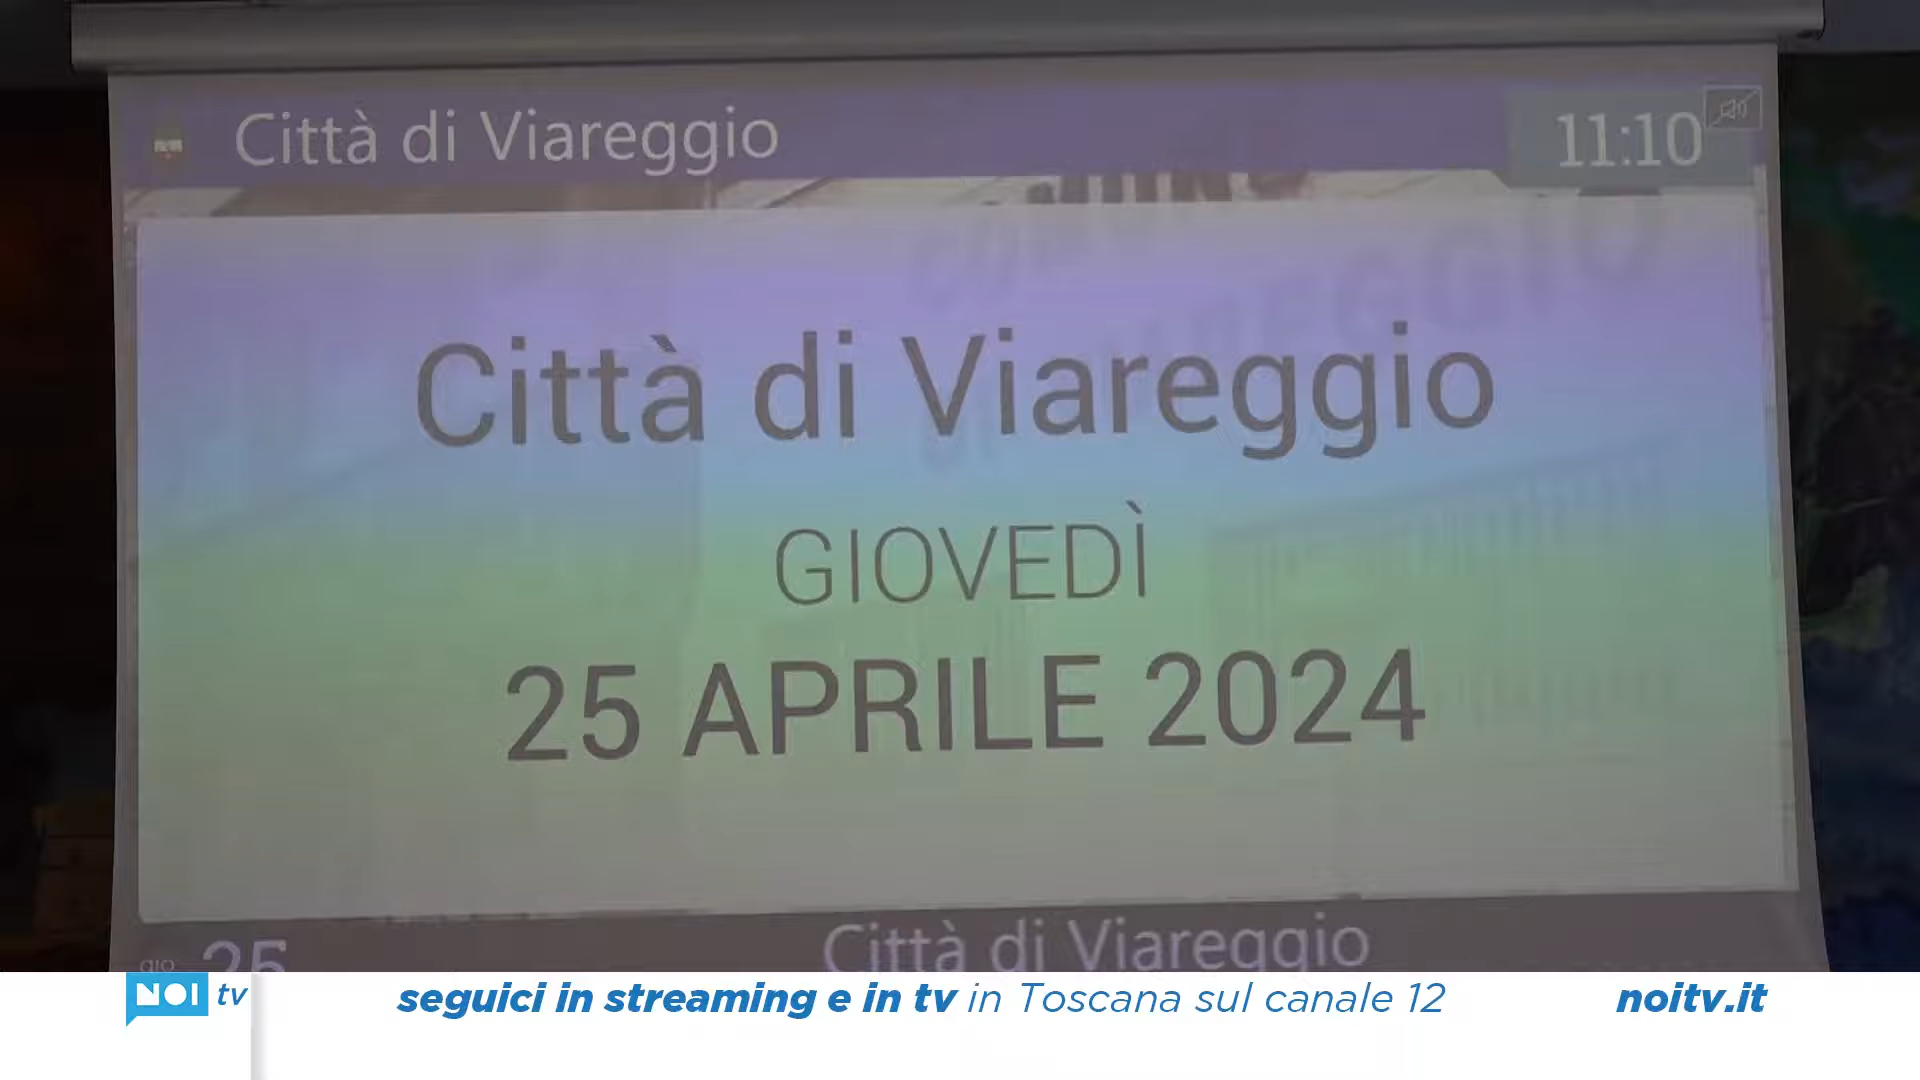 Città di Viareggio
11:10
Città di Viareggio
GIOVEDÌ
25 APRILE 2024
gio 25
Città di Viareggio
NOI tv
seguici in streaming e in tv in Toscana sul canale 12
noitv.it